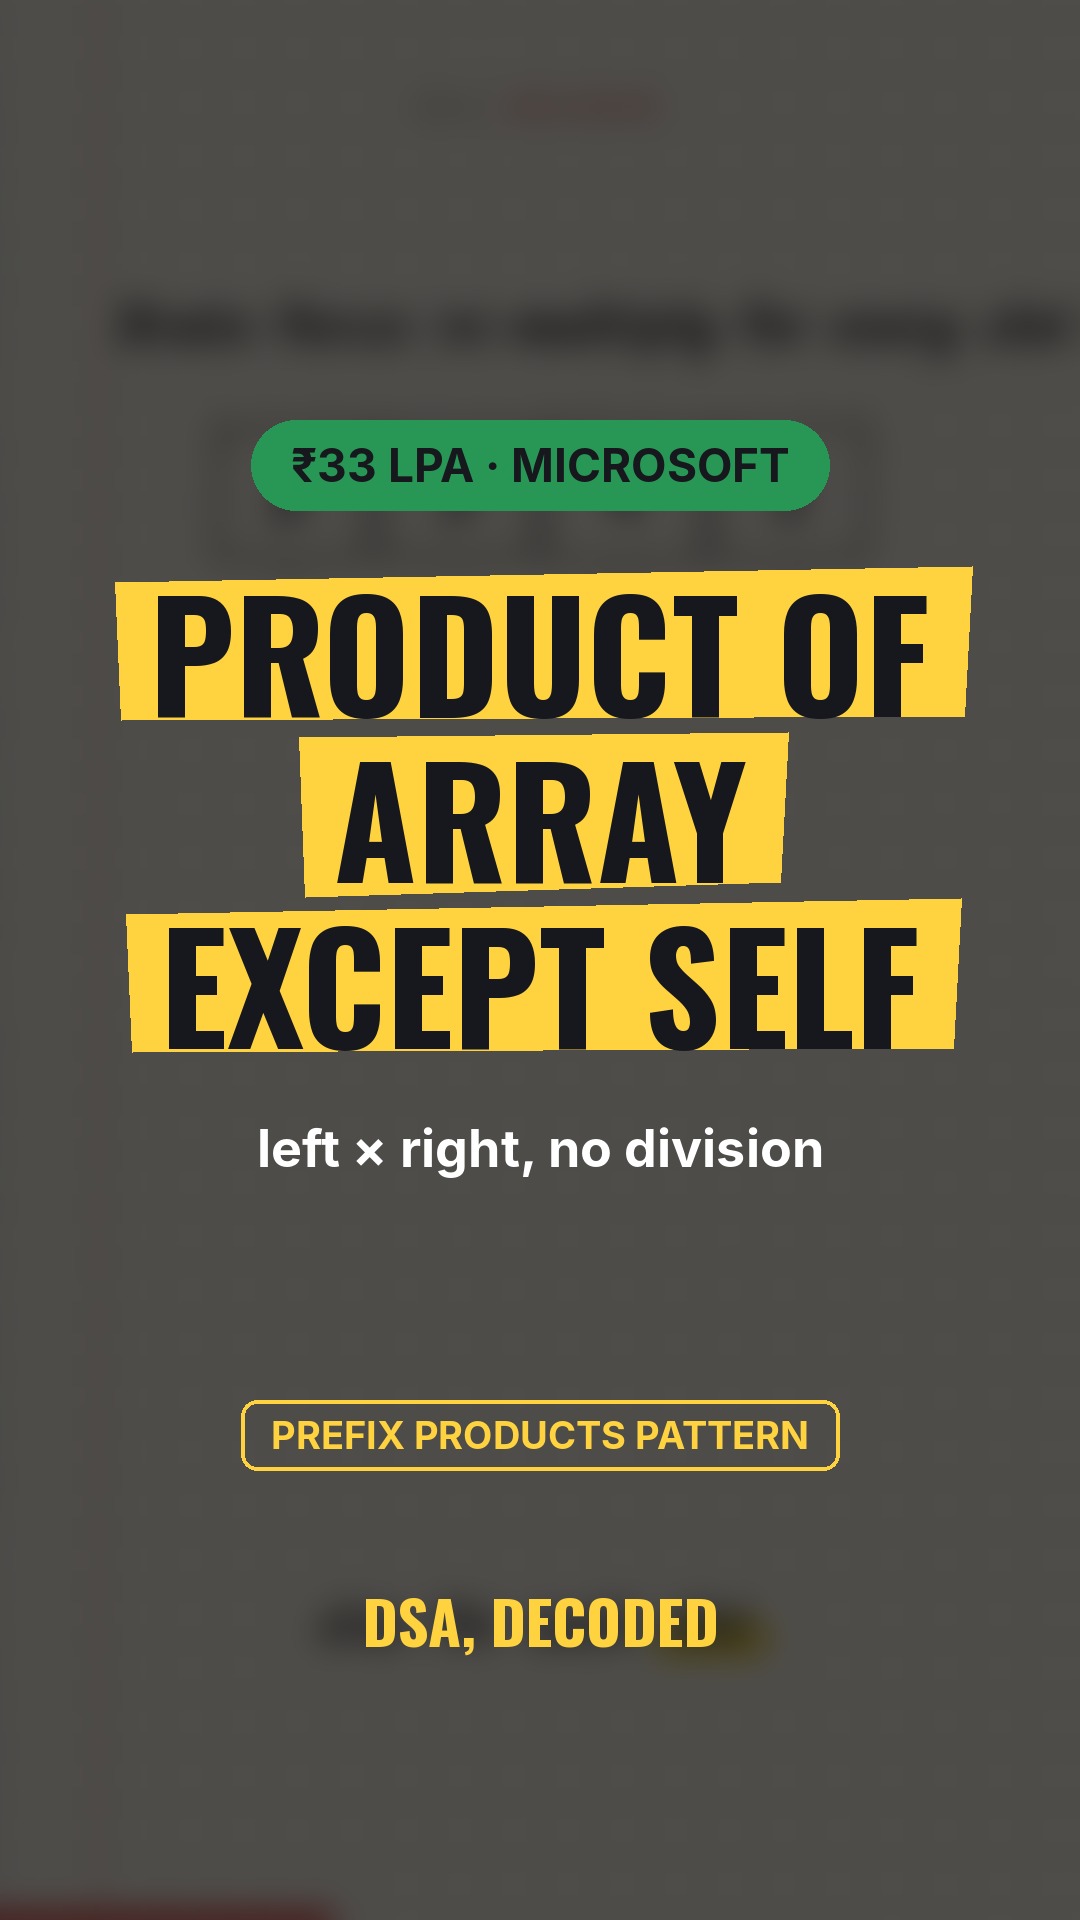 ₹33 LPA · MICROSOFT
PRODUCT OF
ARRAY
EXCEPT SELF
left × right, no division
PREFIX PRODUCTS PATTERN
DSA, DECODED